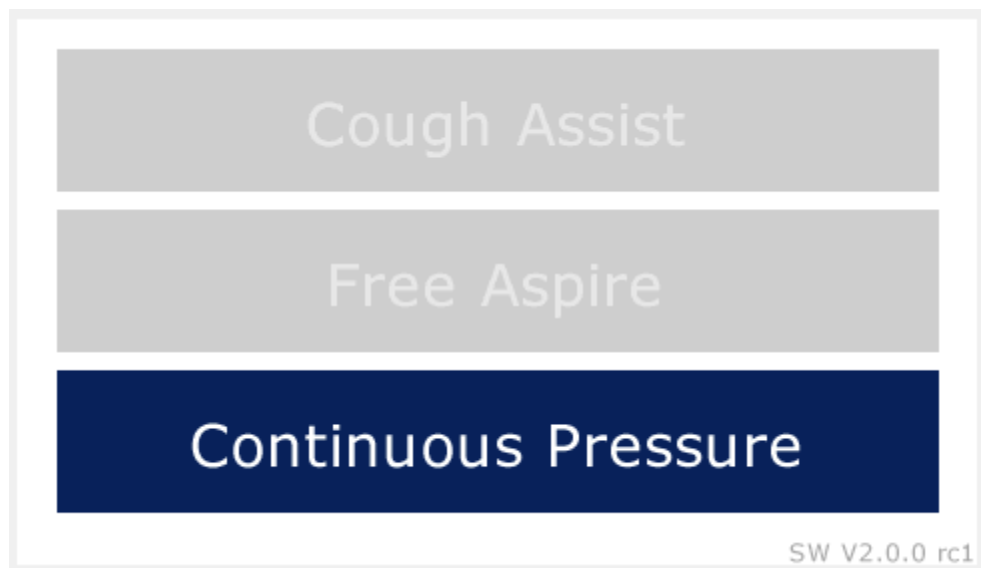 Cough Assist
Free Aspire
Continuous Pressure
SW V2.0.0 rc1